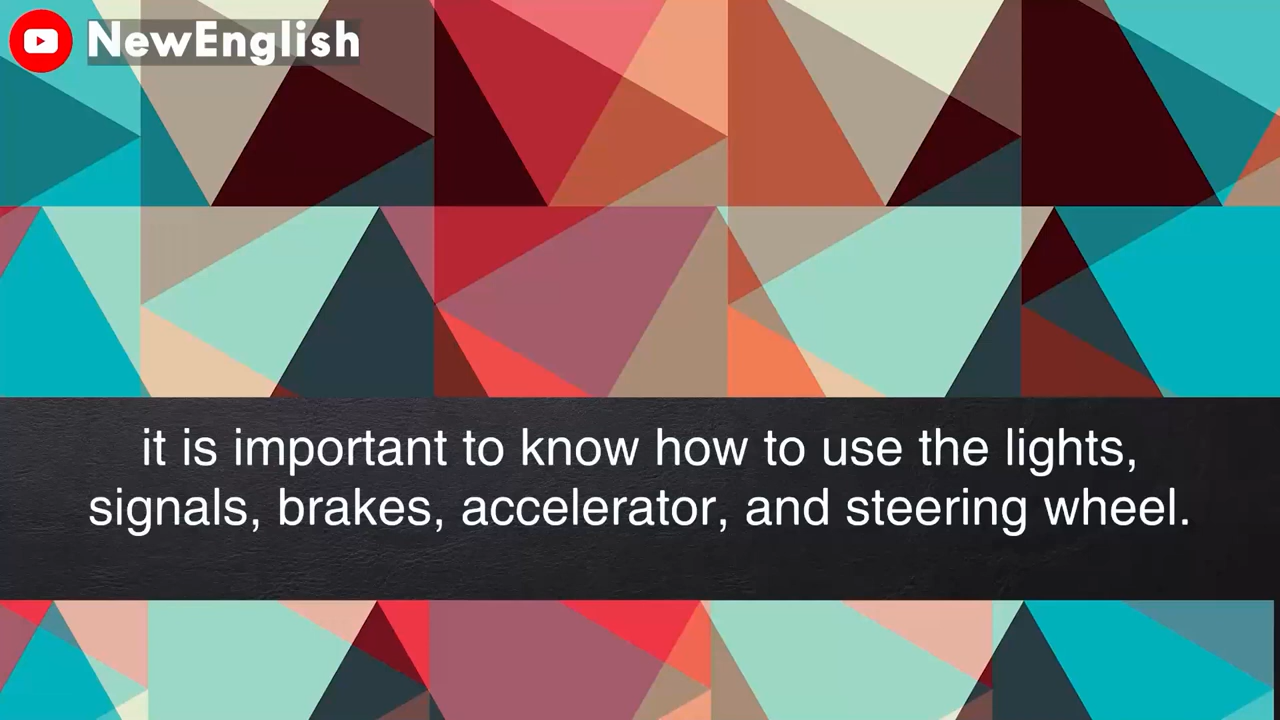 NewEnglish
it is important to know how to use the lights,
signals, brakes, accelerator, and steering wheel.